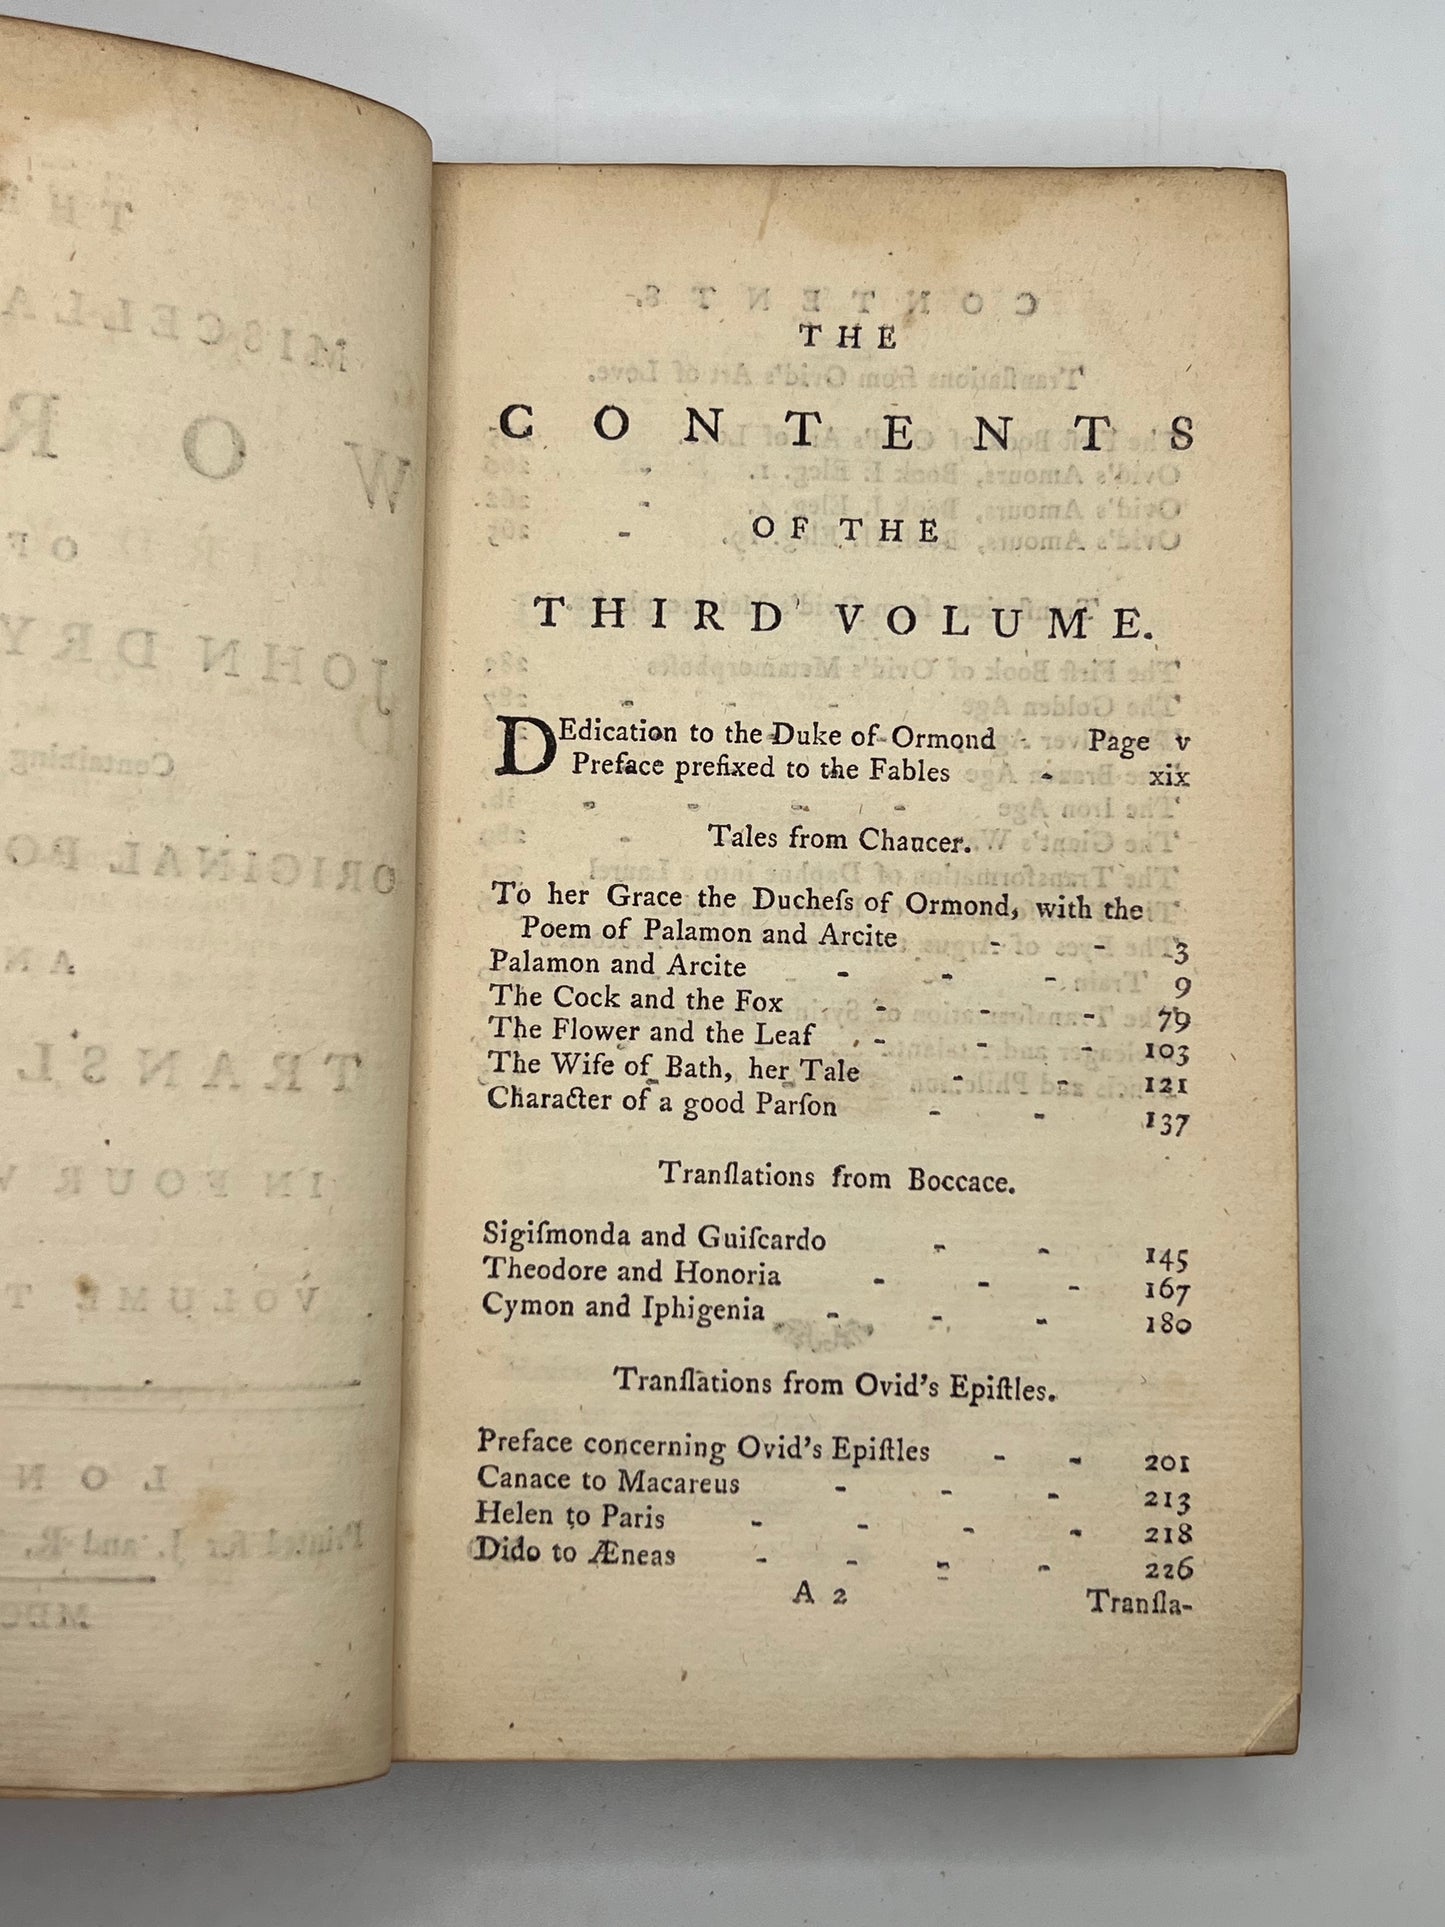 THE
CONTENTS
OF THE
THIRD VOLUME.
DEdication to the Duke of Ormond - Page v
Preface prefixed to the Fables - xix
Tales from Chaucer.
To her Grace the Ducheſs of Ormond, with the
Poem of Palamon and Arcite - - 3
Palamon and Arcite - - - 9
The Cock and the Fox - - - 79
The Flower and the Leaf - - - 103
The Wife of Bath, her Tale - - 121
Character of a good Parſon - - 137
Tranſlations from Boccace.
Sigiſmonda and Guiſcardo - - 145
Theodore and Honoria - - - 167
Cymon and Iphigenia - - - 180
Tranſlations from Ovid's Epiſtles.
Preface concerning Ovid's Epiſtles - - 201
Canace to Macareus - - - 213
Helen to Paris - - - - 218
Dido to Æneas - - - - 226
A 2 Tranſla-